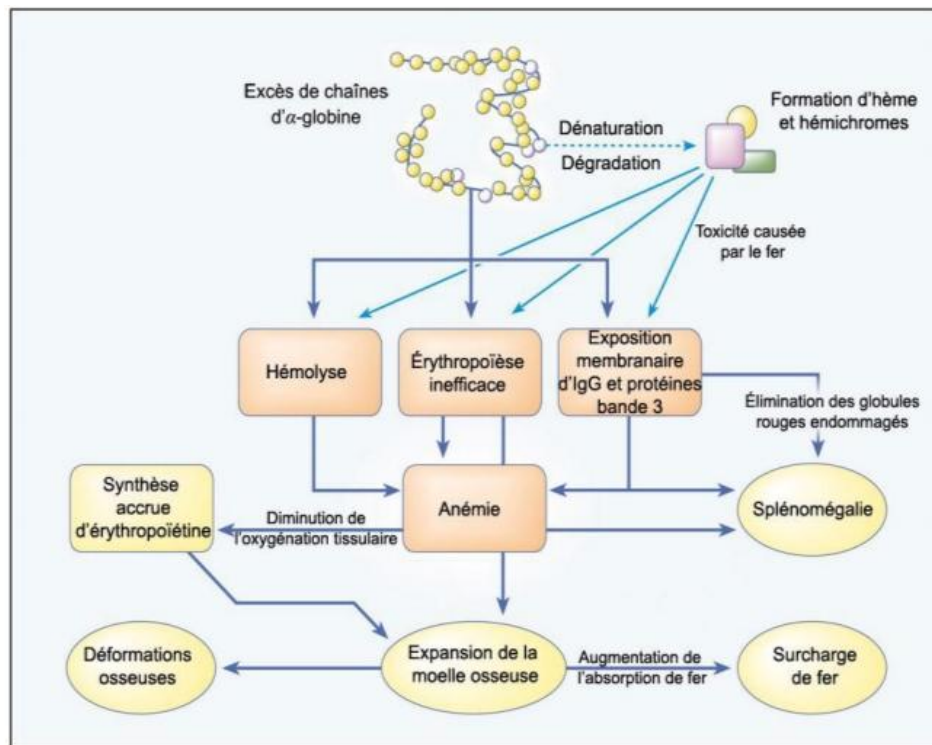 Excès de chaînes
d'α-globine
Dénaturation
Dégradation
Formation d'hème
et hémichromes
Toxicité causée
par le fer
Hémolyse
Érythropoïèse
inefficace
Exposition
membranaire
d'IgG et protéines
bande 3
Élimination des globules
rouges endommagés
Synthèse
accrue
d'érythropoïétine
Diminution de
l'oxygénation tissulaire
Anémie
Splénomégalie
Déformations
osseuses
Expansion de la
moelle osseuse
Augmentation de
l'absorption de fer
Surcharge
de fer